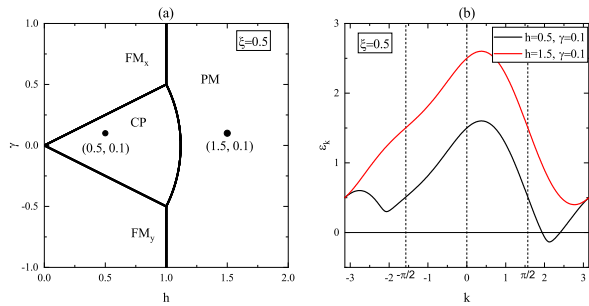 (a)
ξ=0.5
FMx
PM
CP
(0.5, 0.1)
(1.5, 0.1)
FMy
1.0
0.5
0.0
-0.5
-1.0
γ
0.0 0.5 1.0 1.5 2.0
h
(b)
ξ=0.5
h=0.5, γ=0.1
h=1.5, γ=0.1
3
2
1
0
εk
-3 -2 -π/2 -1 0 1 π/2 2 3
k